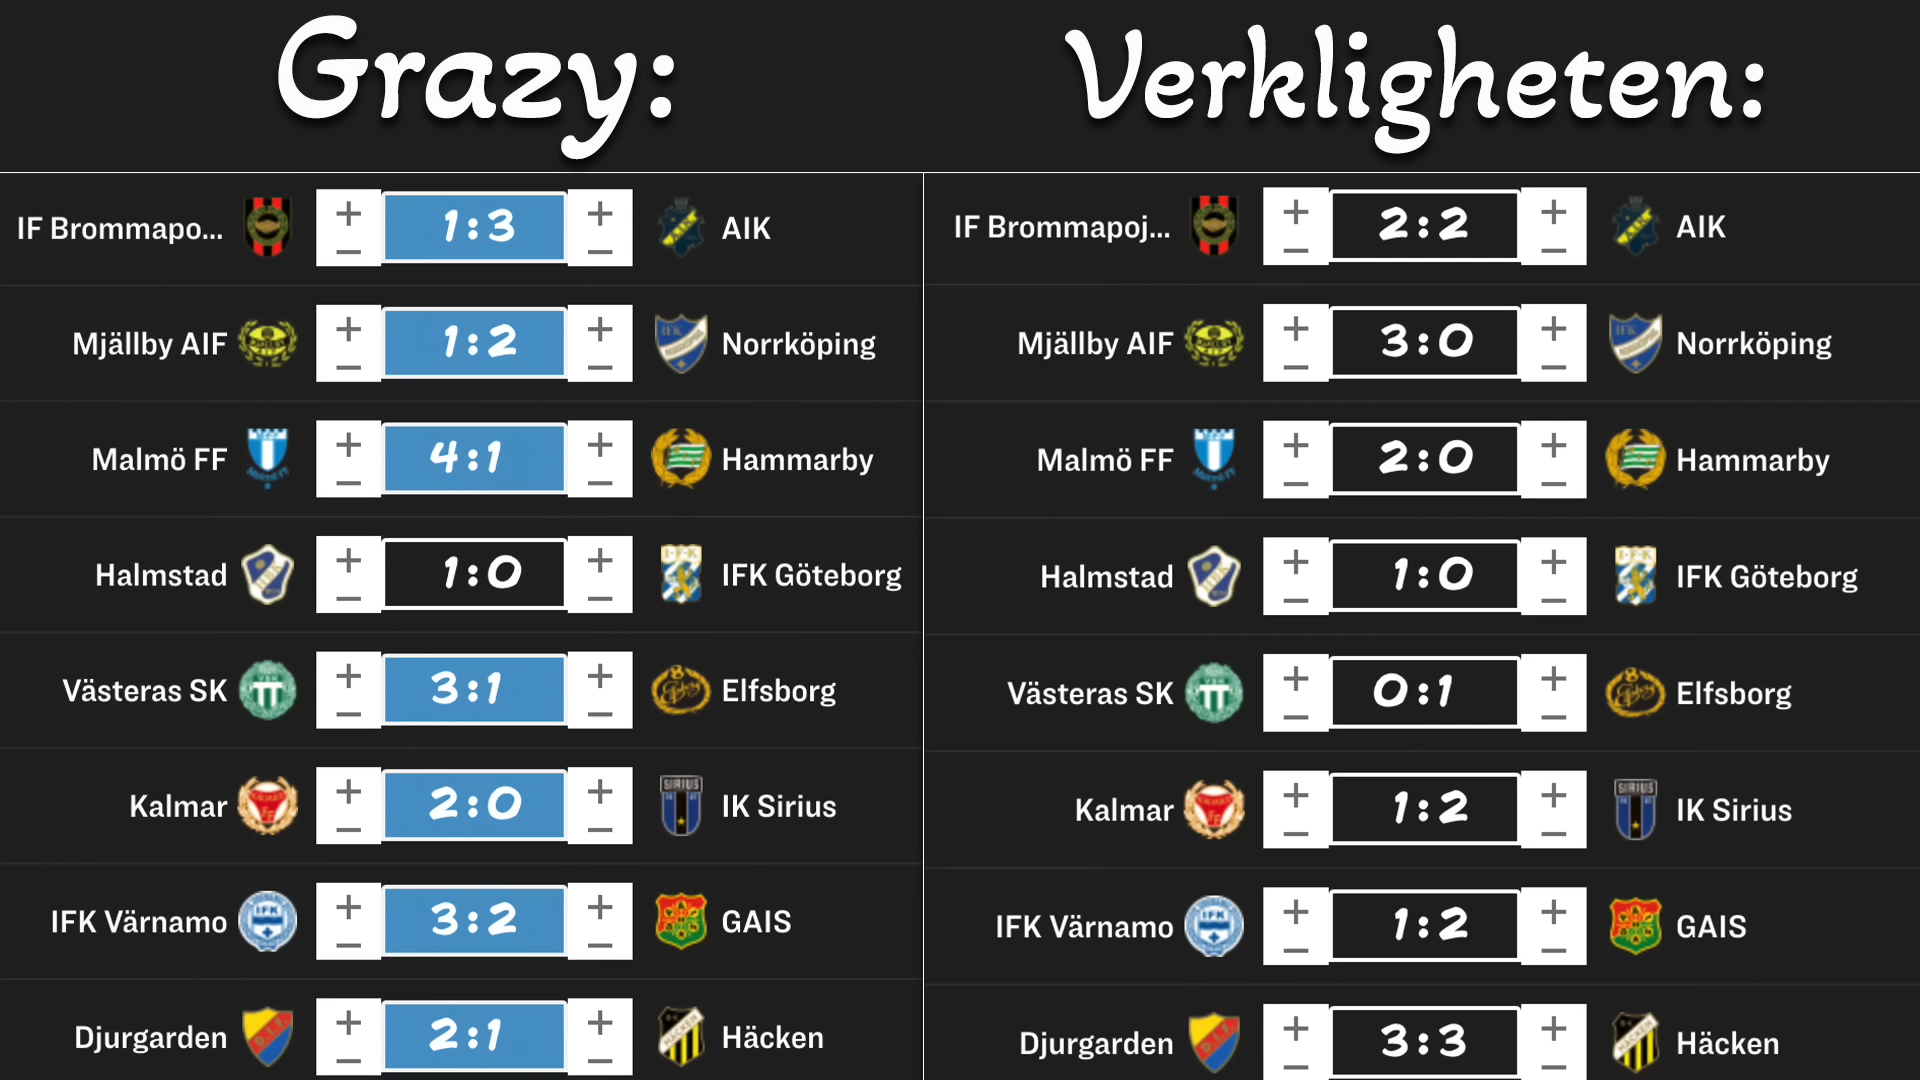 Grazy:
Verkligheten:
IF Brommapo... + − 1:3 + − AIK
Mjällby AIF + − 1:2 + − Norrköping
Malmö FF + − 4:1 + − Hammarby
Halmstad + − 1:0 + − IFK Göteborg
Västeras SK + − 3:1 + − Elfsborg
Kalmar + − 2:0 + − IK Sirius
IFK Värnamo + − 3:2 + − GAIS
Djurgarden + − 2:1 + − Häcken
IF Brommapoj... + − 2:2 + − AIK
Mjällby AIF + − 3:0 + − Norrköping
Malmö FF + − 2:0 + − Hammarby
Halmstad + − 1:0 + − IFK Göteborg
Västeras SK + − 0:1 + − Elfsborg
Kalmar + − 1:2 + − IK Sirius
IFK Värnamo + − 1:2 + − GAIS
Djurgarden + − 3:3 + − Häcken